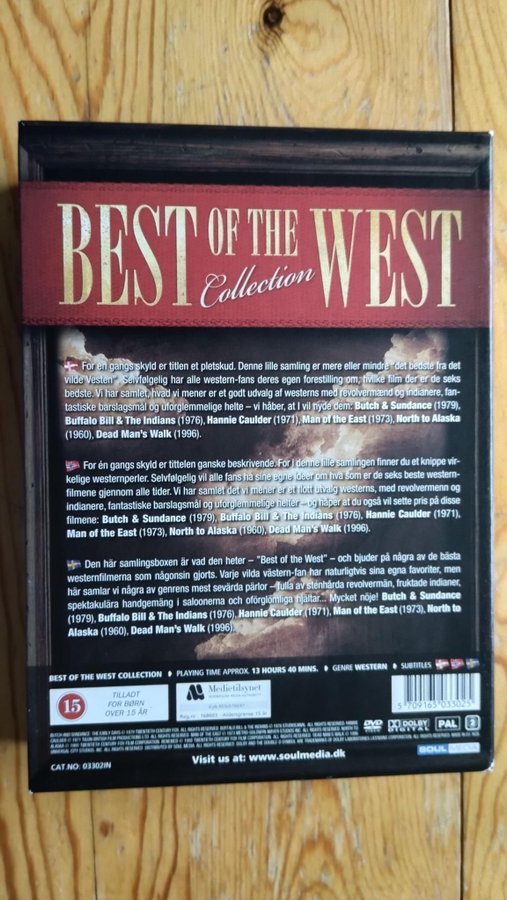 BEST OF THE WEST
Collection
For en gangs skyld er titlen et pletskud. Denne lille samling er mere eller mindre "det bedste fra det
vilde Vesten". Selvfølgelig har alle western-fans deres egen forestilling om, hvilke film der er de seks
bedste. Vi har samlet, hvad vi mener er et godt udvalg af westerns med revolvermænd og indianere, fan-
tastiske barslagsmål og uforglemmelige helte – vi håber, at I vil nyde dem: Butch & Sundance (1979),
Buffalo Bill & The Indians (1976), Hannie Caulder (1971), Man of the East (1973), North to Alaska
(1960), Dead Man's Walk (1996).
For én gangs skyld er tittelen ganske beskrivende. For i denne lille samlingen finner du et knippe vir-
kelige westernperler. Selvfølgelig vil alle fans ha sine egne ideer om hva som er de seks beste western-
filmene gjennom alle tider. Vi har samlet det vi mener er et flott utvalg westerns, med revolvermenn og
indianere, fantastiske barslagsmål og uforglemmelige helter – og håper at du også vil sette pris på disse
filmene: Butch & Sundance (1979), Buffalo Bill & The Indians (1976), Hannie Caulder (1971),
Man of the East (1973), North to Alaska (1960), Dead Man's Walk (1996).
Den här samlingsboxen är vad den heter – "Best of the West" – och bjuder på några av de bästa
westernfilmerna som någonsin gjorts. Varje vilda västern-fan har naturligtvis sina egna favoriter, men
här samlar vi några av genrens mest sevärda pärlor – fulla av stenhårda revolvermän, fruktade indianer,
spektakulära handgemäng i saloonerna och oförglömliga hjältar... Mycket nöje! Butch & Sundance
(1979), Buffalo Bill & The Indians (1976), Hannie Caulder (1971), Man of the East (1973), North to
Alaska (1960), Dead Man's Walk (1996).
BEST OF THE WEST COLLECTION PLAYING TIME APPROX. 13 HOURS 40 MINS. GENRE WESTERN SUBTITLES
15
TILLADT
FOR BØRN
OVER 15 ÅR
M Medietilsynet
NORWEGIAN MEDIA AUTHORITY
FVR REGISTRERT
Reg.nr.: Aldersgrense 15 år
5 709165 033025
DVD VIDEO DOLBY DIGITAL PAL 2
SOUL MEDIA
Visit us at: www.soulmedia.dk
CAT.NO: 03302IN